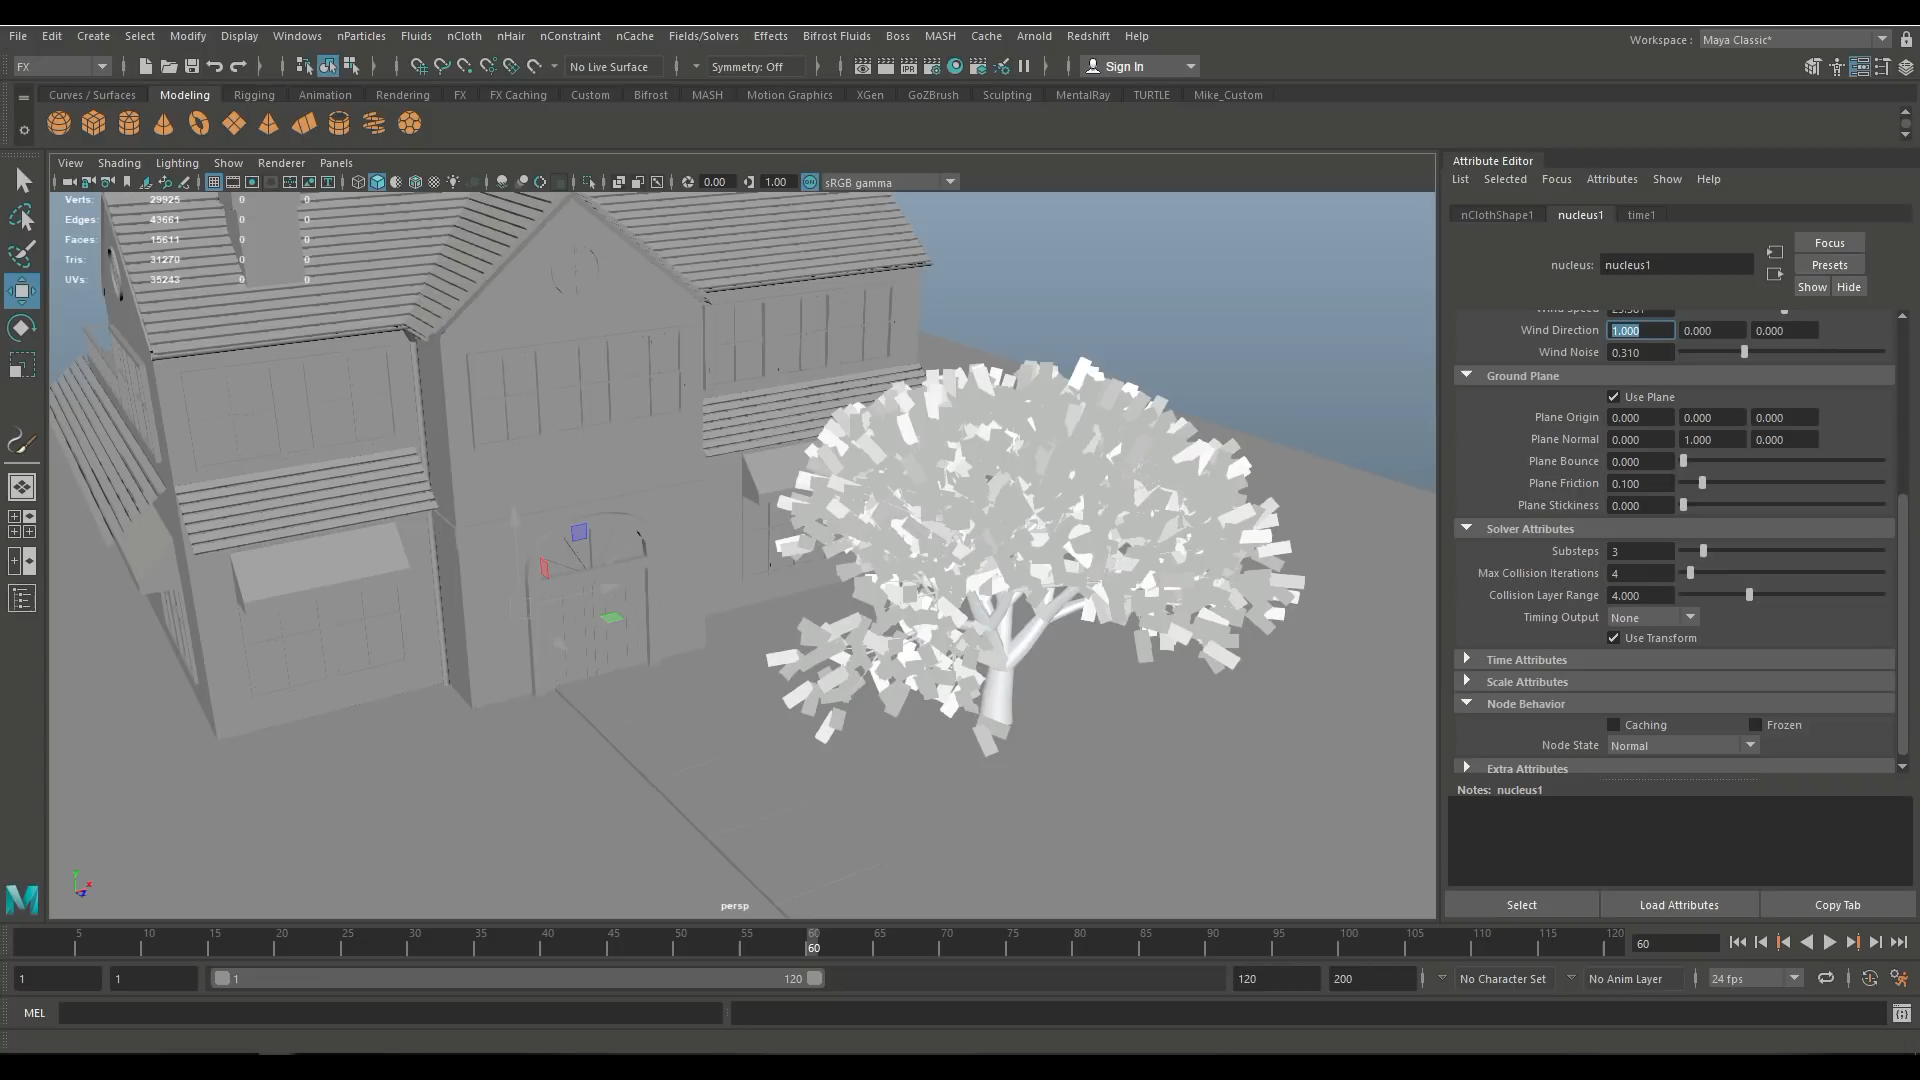 File Edit Create Select Modify Display Windows nParticles Fluids nCloth nHair nConstraint nCache Fields/Solvers Effects Bifrost Fluids Boss MASH Cache Arnold Redshift Help
Workspace : Maya Classic*
FX No Live Surface Symmetry: Off Sign In
Curves / Surfaces Modeling Rigging Animation Rendering FX FX Caching Custom Bifrost MASH Motion Graphics XGen GoZBrush Sculpting MentalRay TURTLE Mike_Custom
View Shading Lighting Show Renderer Panels
0.00 1.00 sRGB gamma
Verts: 29925 0 0
Edges: 43661 0 0
Faces: 15611 0 0
Tris: 31270 0 0
UVs: 35243 0 0
persp
Attribute Editor
List Selected Focus Attributes Show Help
nClothShape1 nucleus1 time1
Focus
nucleus: nucleus1 Presets
Show Hide
Wind Direction 1.000 0.000 0.000
Wind Noise 0.310
Ground Plane
Use Plane
Plane Origin 0.000 0.000 0.000
Plane Normal 0.000 1.000 0.000
Plane Bounce 0.000
Plane Friction 0.100
Plane Stickiness 0.000
Solver Attributes
Substeps 3
Max Collision Iterations 4
Collision Layer Range 4.000
Timing Output None
Use Transform
Time Attributes
Scale Attributes
Node Behavior
Caching Frozen
Node State Normal
Extra Attributes
Notes: nucleus1
Select Load Attributes Copy Tab
5 10 15 20 25 30 35 40 45 50 55 60 65 70 75 80 85 90 95 100 105 110 115 120
60 60
1 1 1 120 120 200 No Character Set No Anim Layer 24 fps
MEL